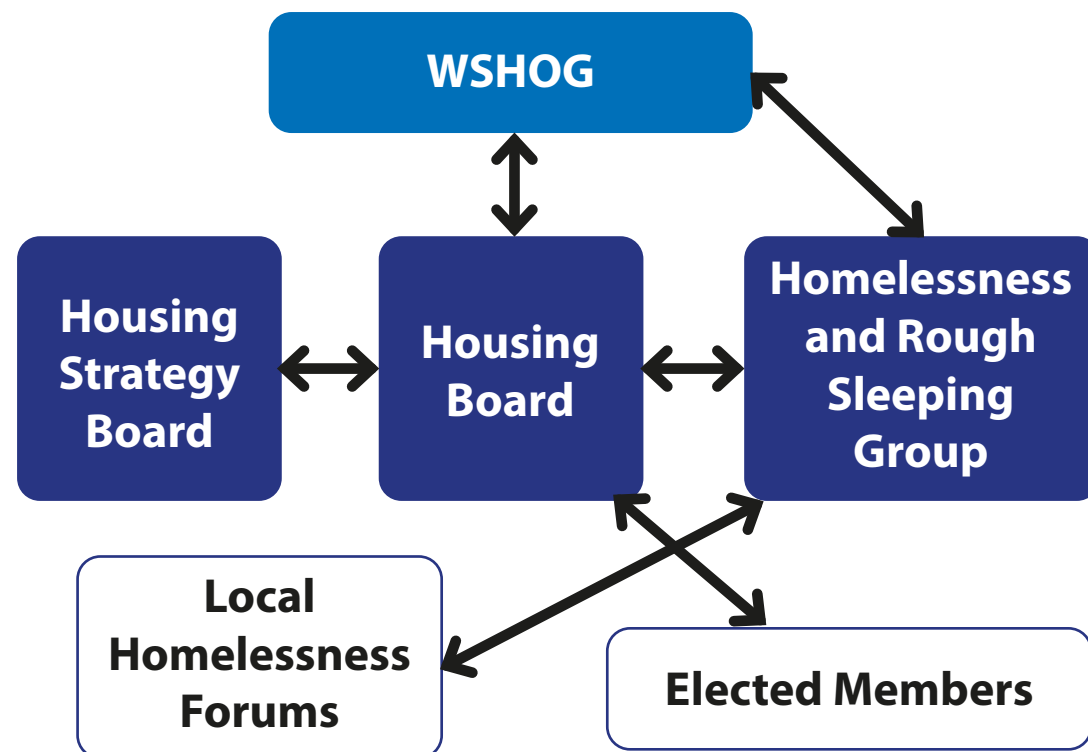 WSHOG
Housing
Strategy
Board
Housing
Board
Homelessness
and Rough
Sleeping
Group
Local
Homelessness
Forums
Elected Members